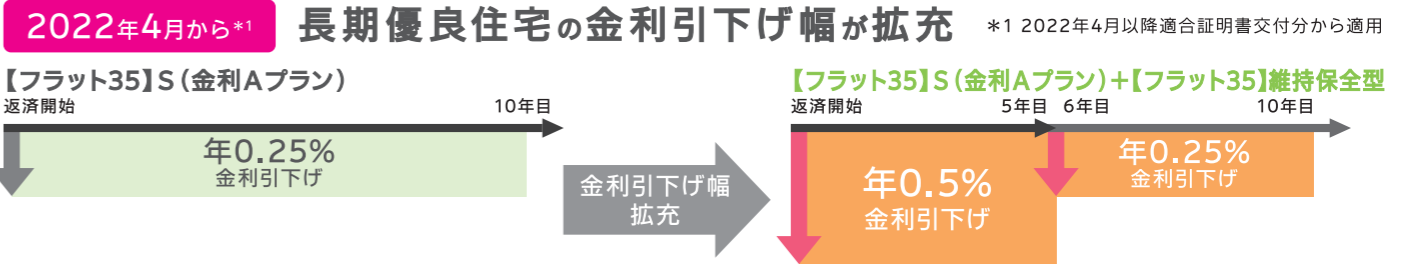 2022年4月から*1 長期優良住宅の金利引下げ幅が拡充 *1 2022年4月以降適合証明書交付分から適用
【フラット35】S(金利Aプラン)
返済開始 10年目
年0.25%
金利引下げ
金利引下げ幅
拡充
【フラット35】S(金利Aプラン)+【フラット35】維持保全型
返済開始 5年目 6年目 10年目
年0.5%
金利引下げ
年0.25%
金利引下げ